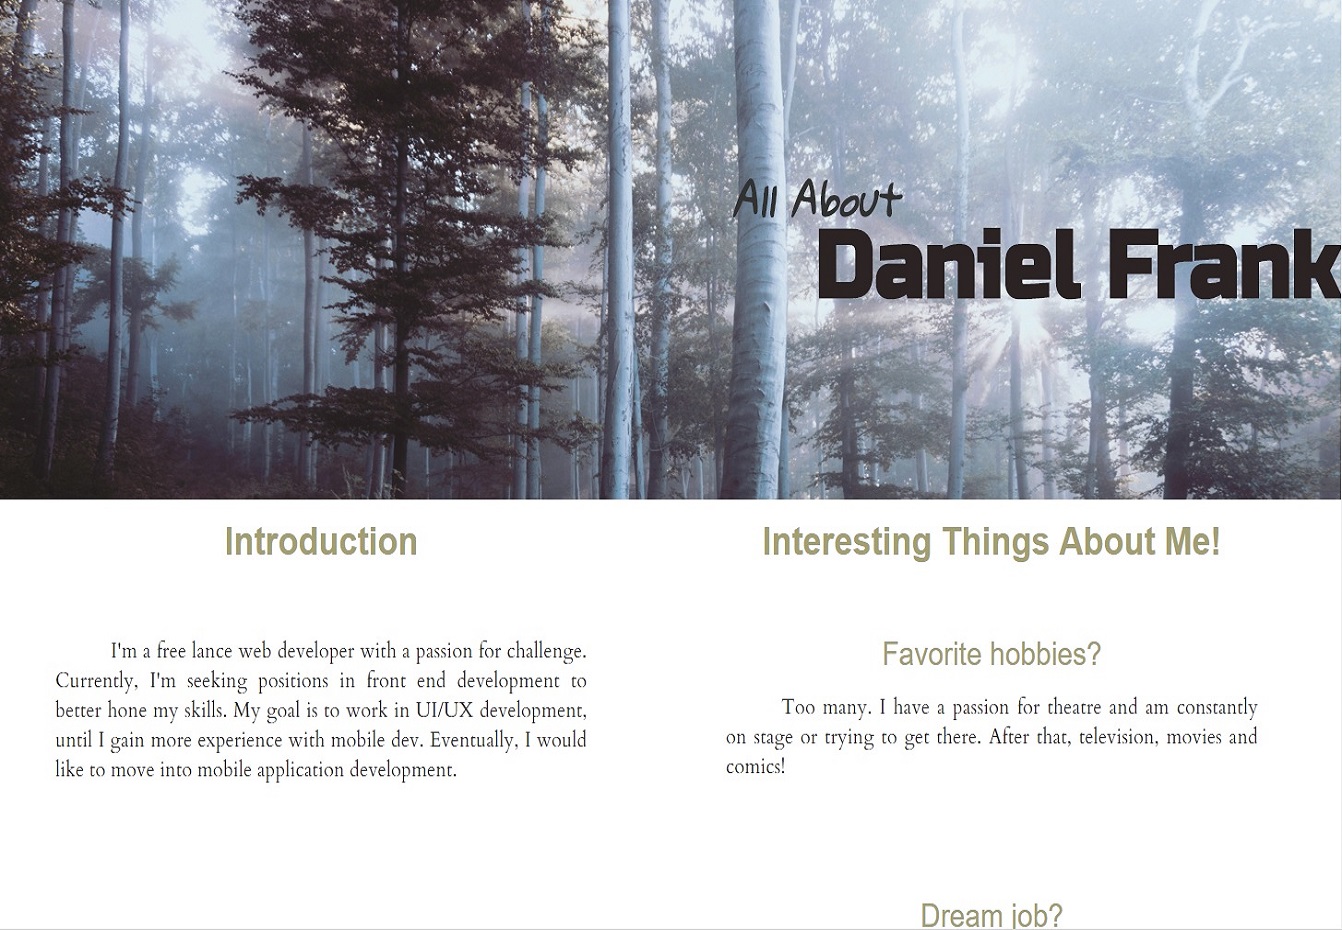 All About
Daniel Frank
Introduction
I'm a free lance web developer with a passion for challenge.
Currently, I'm seeking positions in front end development to
better hone my skills. My goal is to work in UI/UX development,
until I gain more experience with mobile dev. Eventually, I would
like to move into mobile application development.
Interesting Things About Me!
Favorite hobbies?
Too many. I have a passion for theatre and am constantly
on stage or trying to get there. After that, television, movies and
comics!
Dream job?